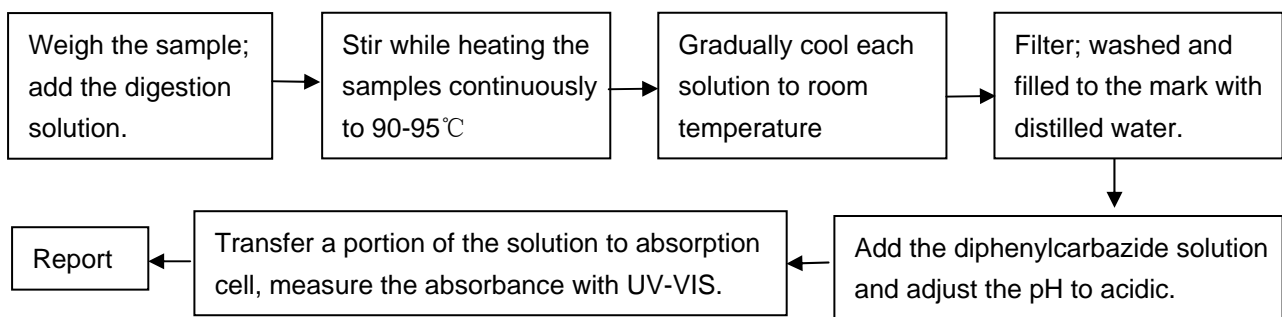 Weigh the sample;
add the digestion
solution.
Stir while heating the
samples continuously
to 90-95℃
Gradually cool each
solution to room
temperature
Filter; washed and
filled to the mark with
distilled water.
Add the diphenylcarbazide solution
and adjust the pH to acidic.
Transfer a portion of the solution to absorption
cell, measure the absorbance with UV-VIS.
Report